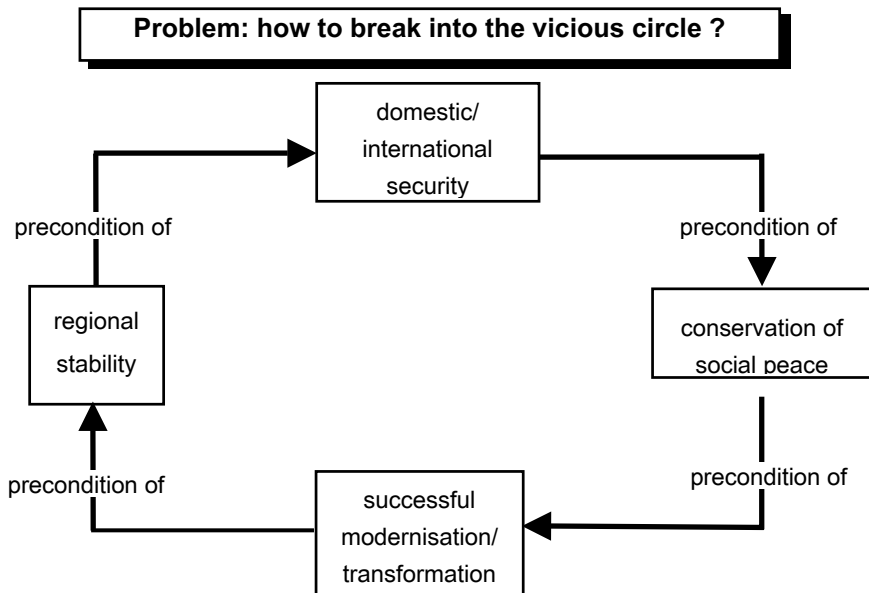 Problem: how to break into the vicious circle ?
domestic/
international
security
precondition of
precondition of
regional
stability
conservation of
social peace
precondition of
precondition of
successful
modernisation/
transformation